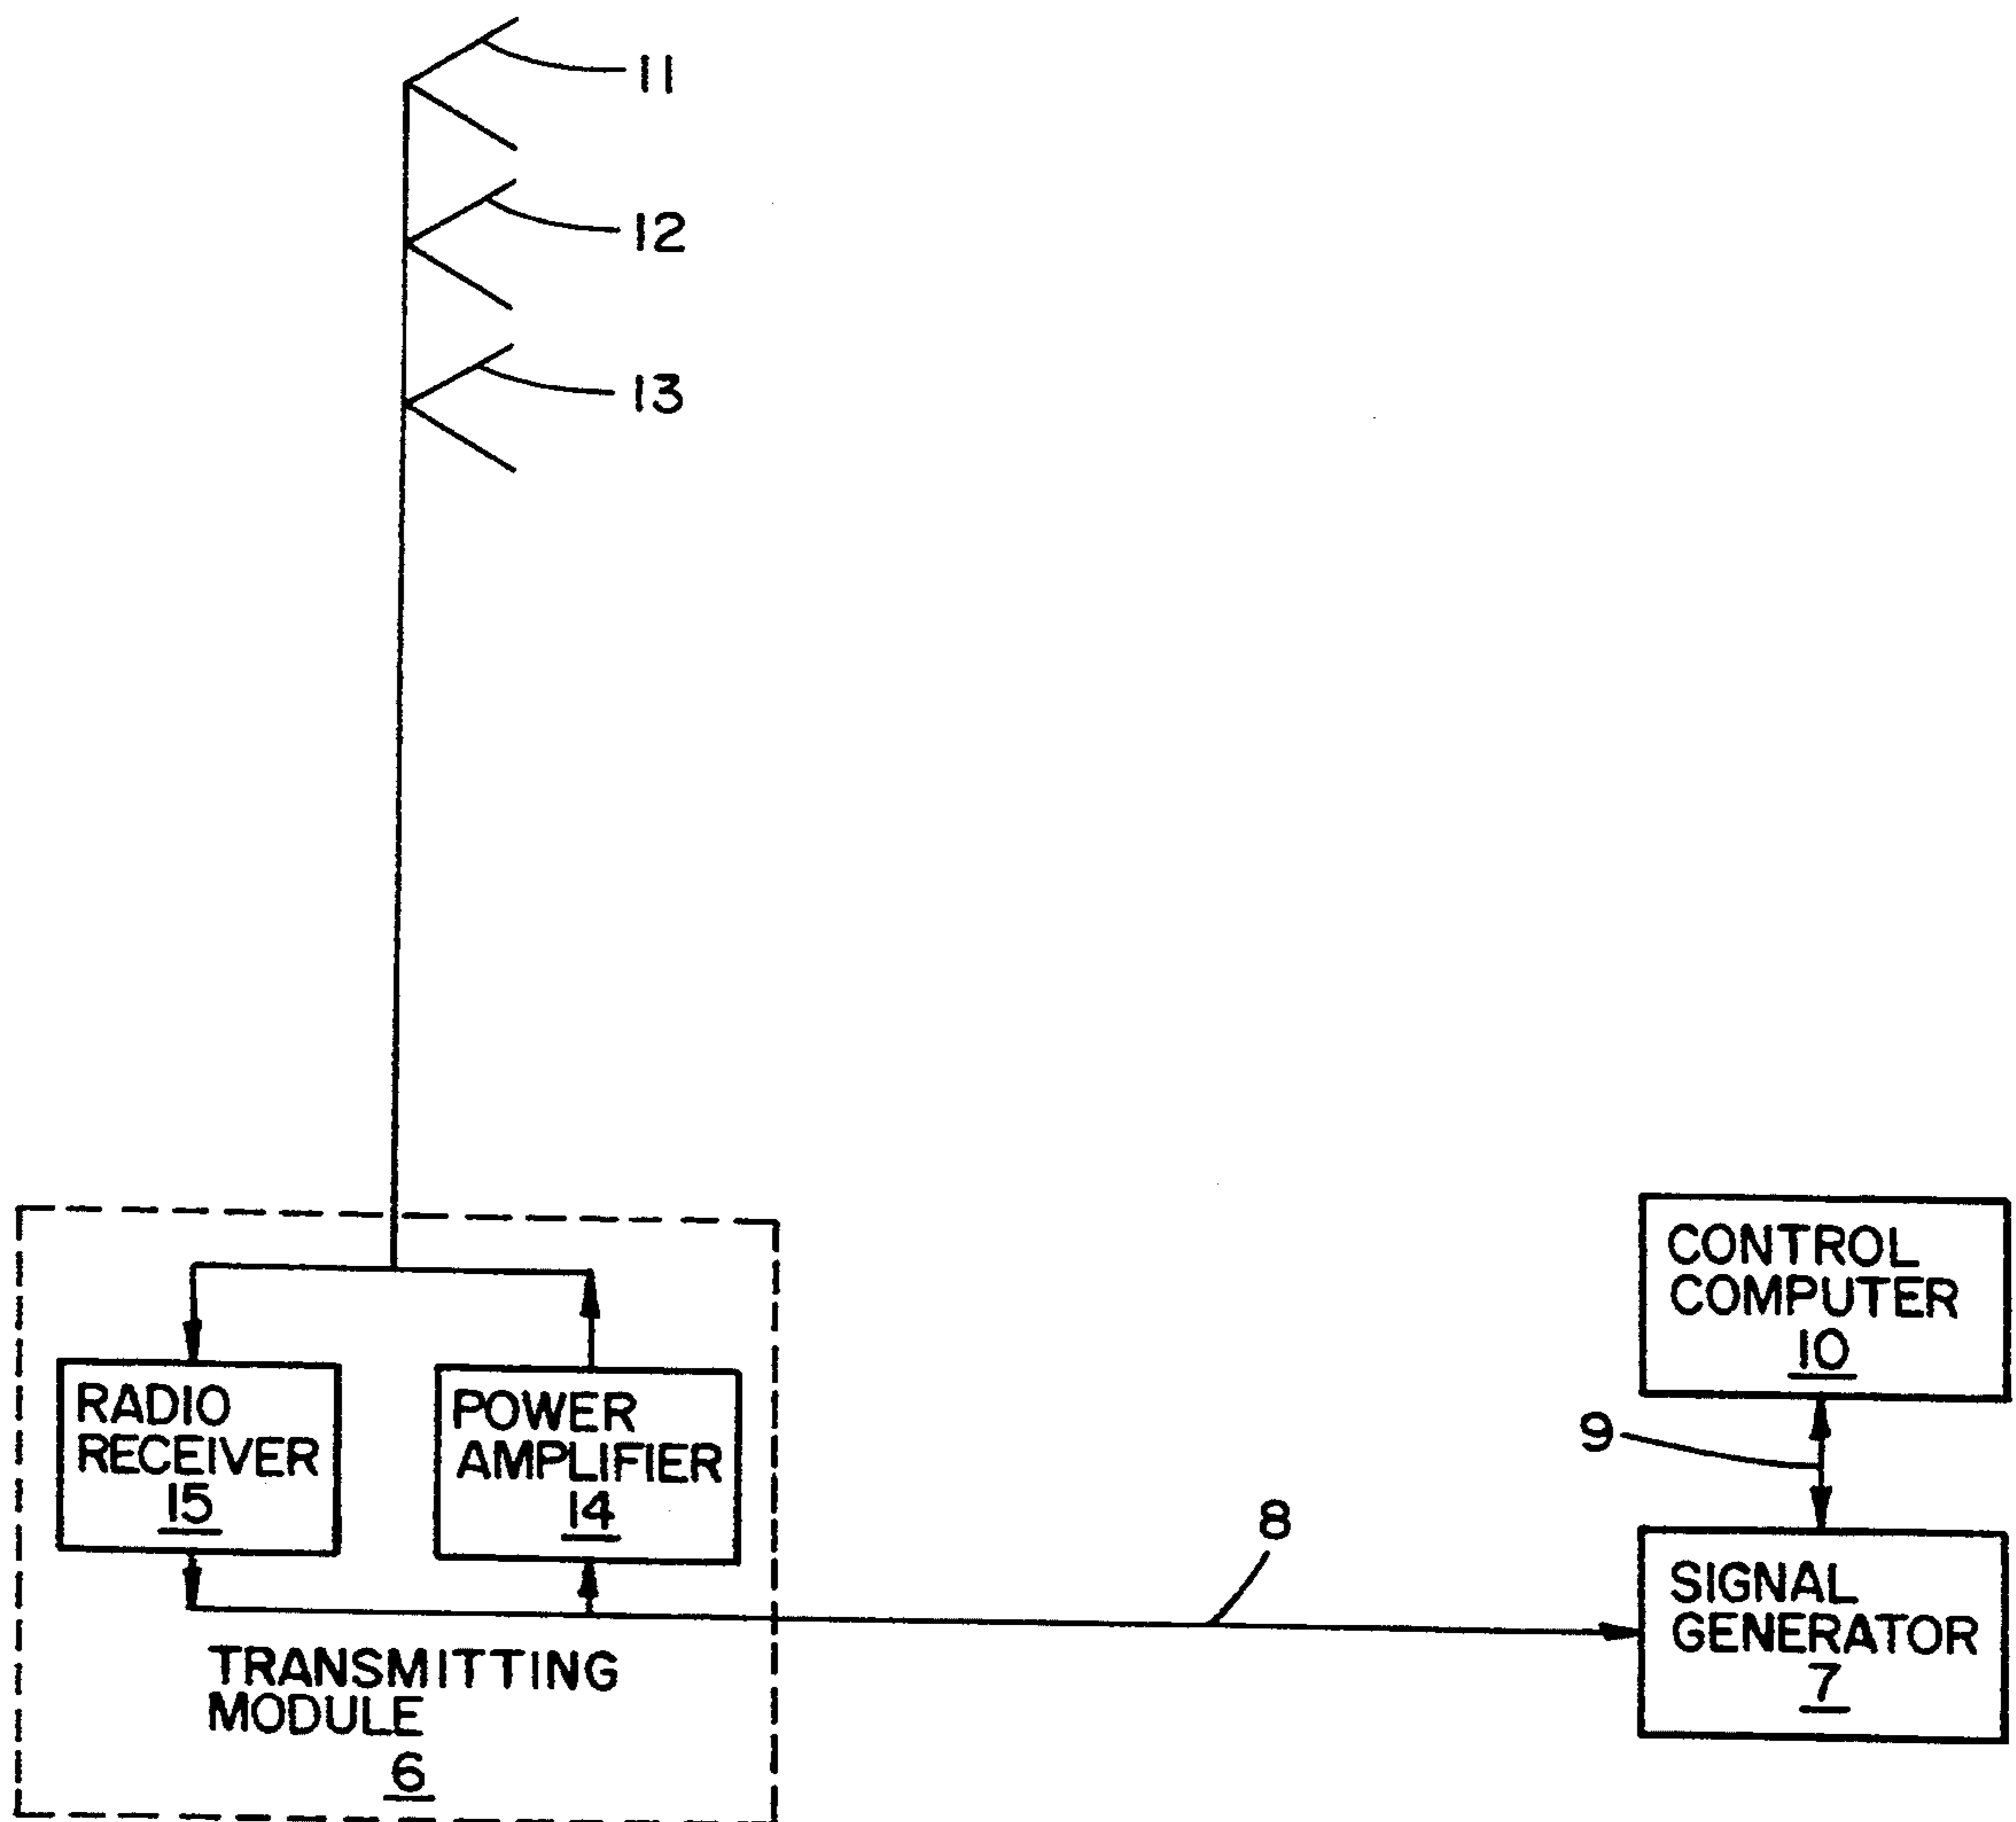 11
12
13
CONTROL
COMPUTER
10
RADIO
RECEIVER
15
POWER
AMPLIFIER
14
9
8
SIGNAL
GENERATOR
7
TRANSMITTING
MODULE
6